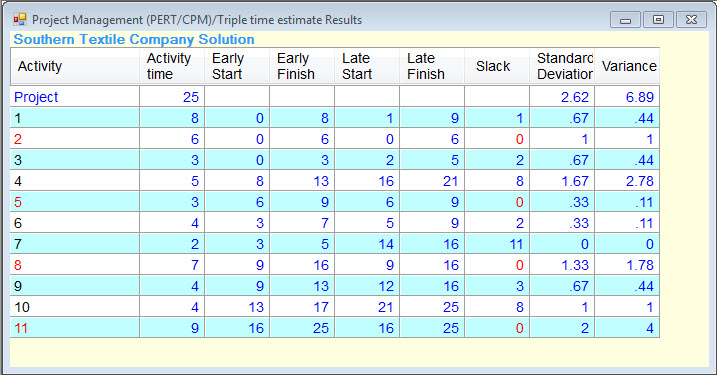 Project Management (PERT/CPM)/Triple time estimate Results
Southern Textile Company Solution
Activity Activity time Early Start Early Finish Late Start Late Finish Slack Standard Deviation Variance
Project 25 2.62 6.89
1 8 0 8 1 9 1 .67 .44
2 6 0 6 0 6 0 1 1
3 3 0 3 2 5 2 .67 .44
4 5 8 13 16 21 8 1.67 2.78
5 3 6 9 6 9 0 .33 .11
6 4 3 7 5 9 2 .33 .11
7 2 3 5 14 16 11 0 0
8 7 9 16 9 16 0 1.33 1.78
9 4 9 13 12 16 3 .67 .44
10 4 13 17 21 25 8 1 1
11 9 16 25 16 25 0 2 4